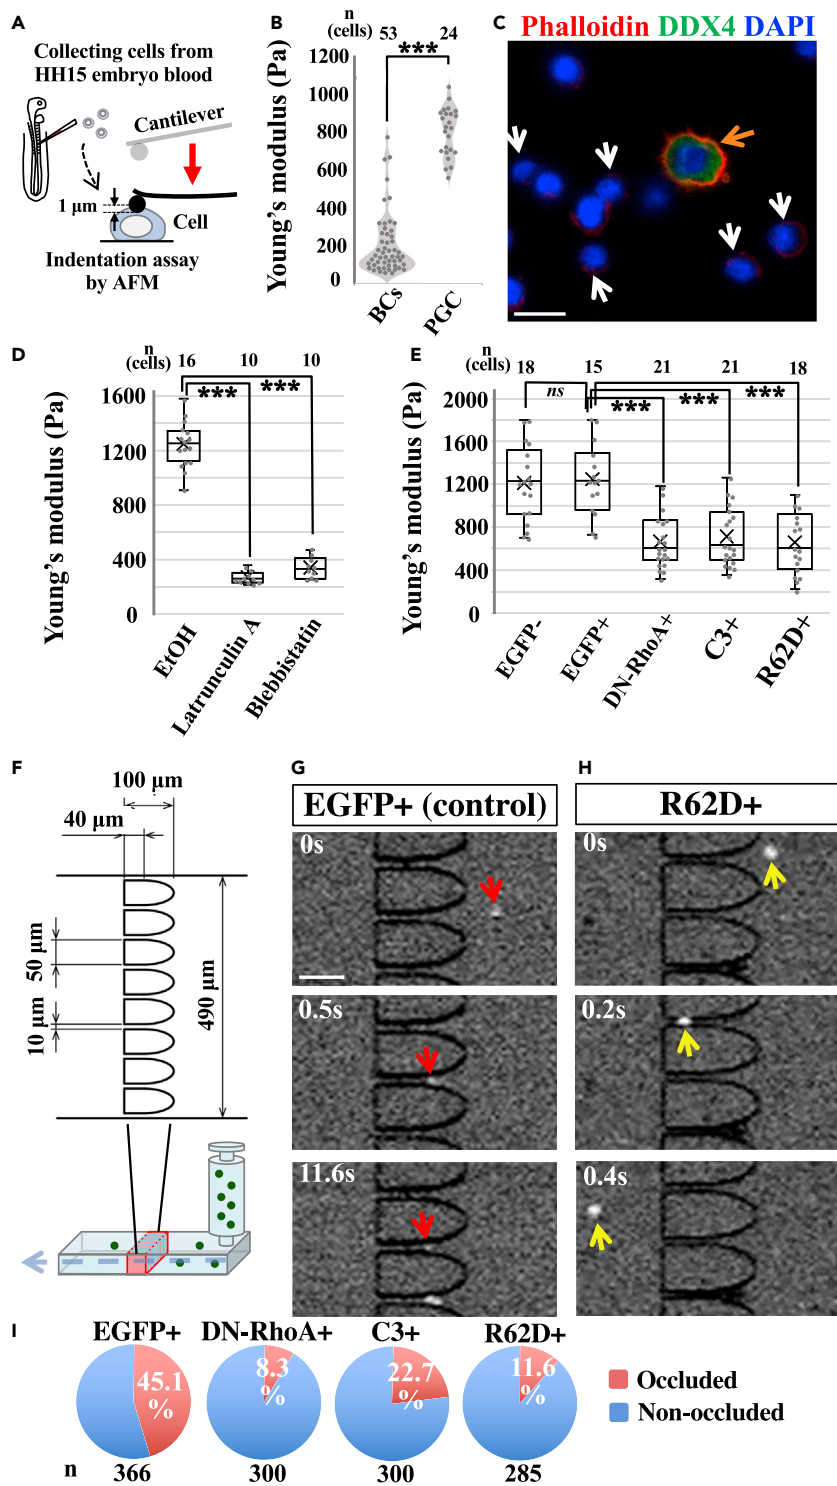 A
Collecting cells from
HH15 embryo blood
Cantilever
1 μm
Cell
Indentation assay
by AFM
B
n
(cells)
53
24
***
Young's modulus (Pa)
1200
1000
800
600
400
200
0
BCs
PGC
C
Phalloidin DDX4 DAPI
D
n
(cells)
16
10
10
***
***
Young's modulus (Pa)
1600
1200
800
400
0
EtOH
Latrunculin A
Blebbistatin
E
n
(cells)
18
15
21
21
18
ns
***
***
***
Young's modulus (Pa)
2000
1600
1200
800
400
0
EGFP-
EGFP+
DN-RhoA+
C3+
R62D+
F
100 μm
40 μm
50 μm
10 μm
490 μm
G
EGFP+ (control)
0s
0.5s
11.6s
H
R62D+
0s
0.2s
0.4s
I
EGFP+
DN-RhoA+
C3+
R62D+
45.1
%
8.3
%
22.7
%
11.6
%
Occluded
Non-occluded
n
366
300
300
285